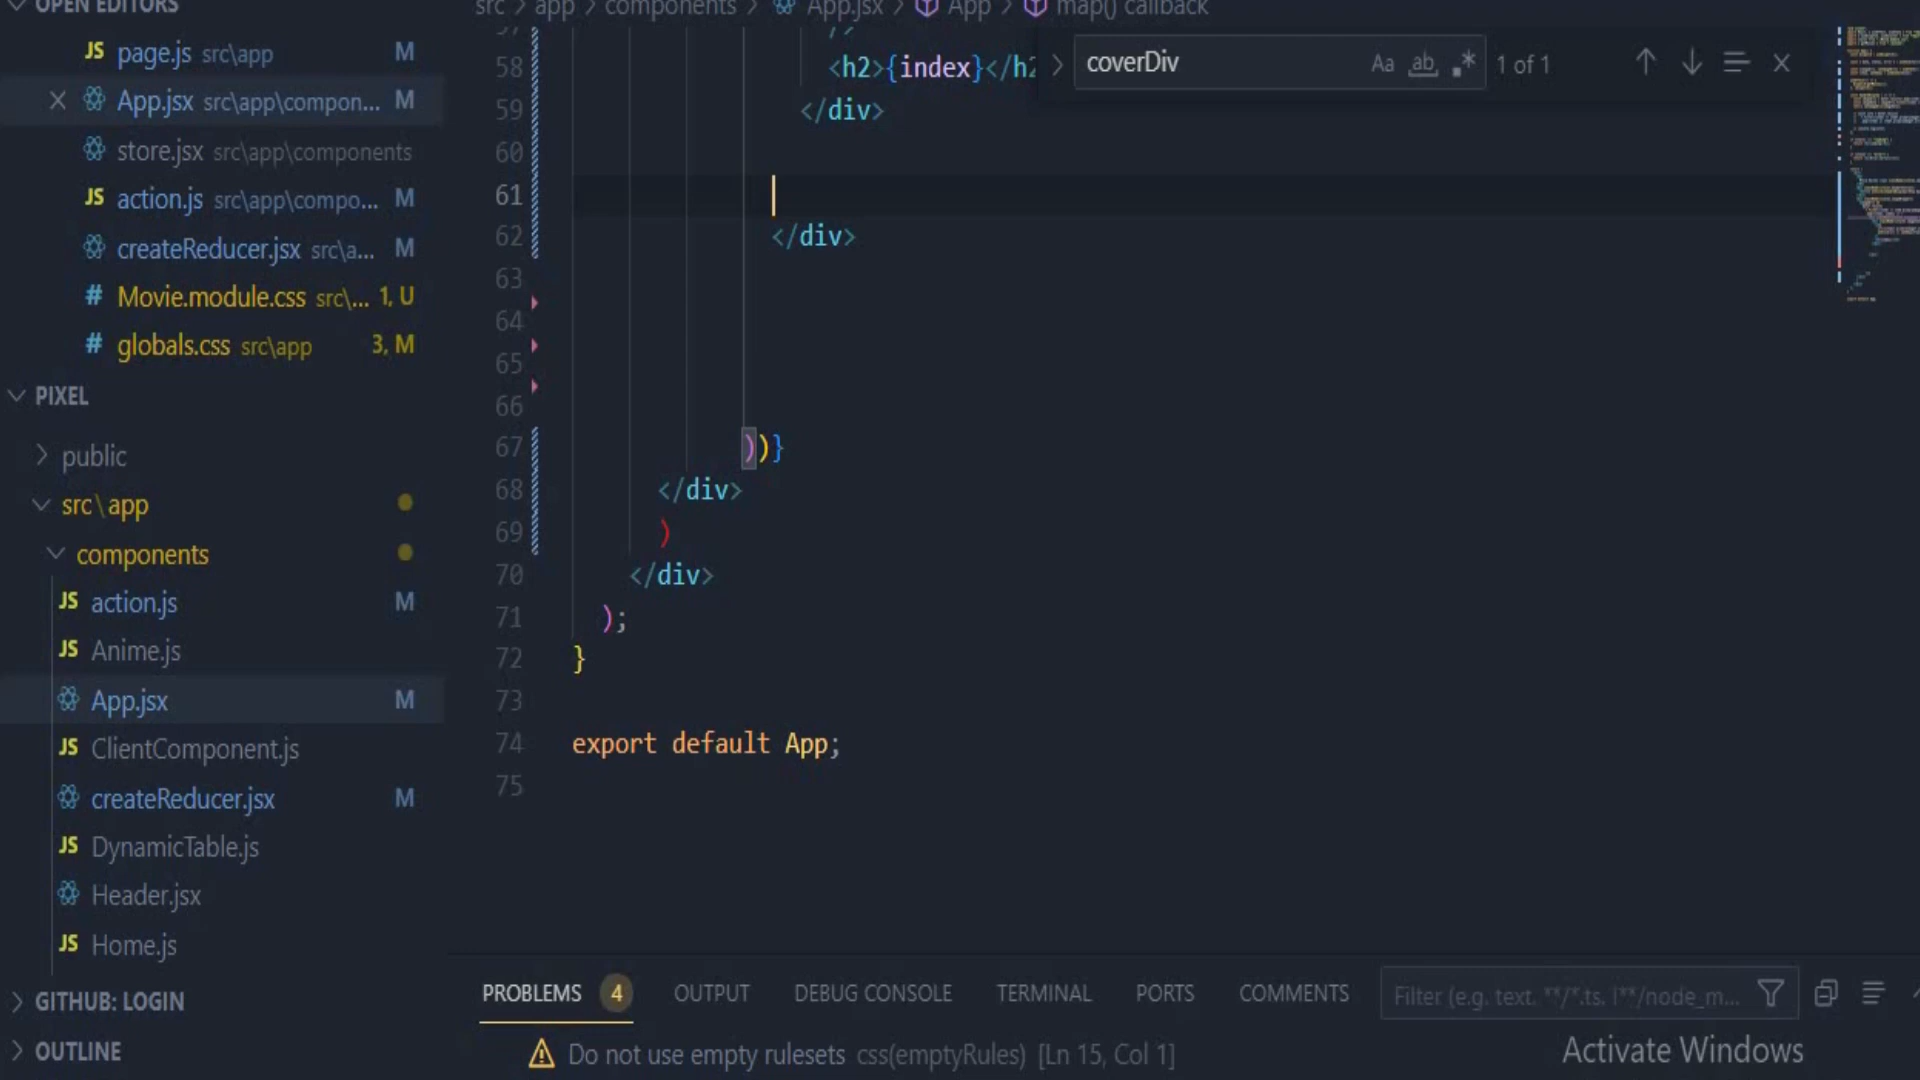 OPEN EDITORS
JS page.js src\app M
App.jsx src\app\compon... M
store.jsx src\app\components
JS action.js src\app\compo... M
createReducer.jsx src\a... M
# Movie.module.css src\... 1, U
# globals.css src\app 3, M
PIXEL
public
src\app
components
JS action.js M
JS Anime.js
App.jsx M
JS ClientComponent.js
createReducer.jsx M
JS DynamicTable.js
Header.jsx
JS Home.js
GITHUB: LOGIN
OUTLINE
src > app > components > App.jsx > App > map() callback
57 />
58 <h2>{index}</h2
59 </div>
60
61
62 </div>
63
64
65
66
67 ))}
68 </div>
69 )
70 </div>
71 );
72 }
73
74 export default App;
75
coverDiv Aa ab .* 1 of 1
PROBLEMS 4 OUTPUT DEBUG CONSOLE TERMINAL PORTS COMMENTS Filter (e.g. text, **/*.ts, !**/node_m...
Do not use empty rulesets css(emptyRules) [Ln 15, Col 1]
Activate Windows